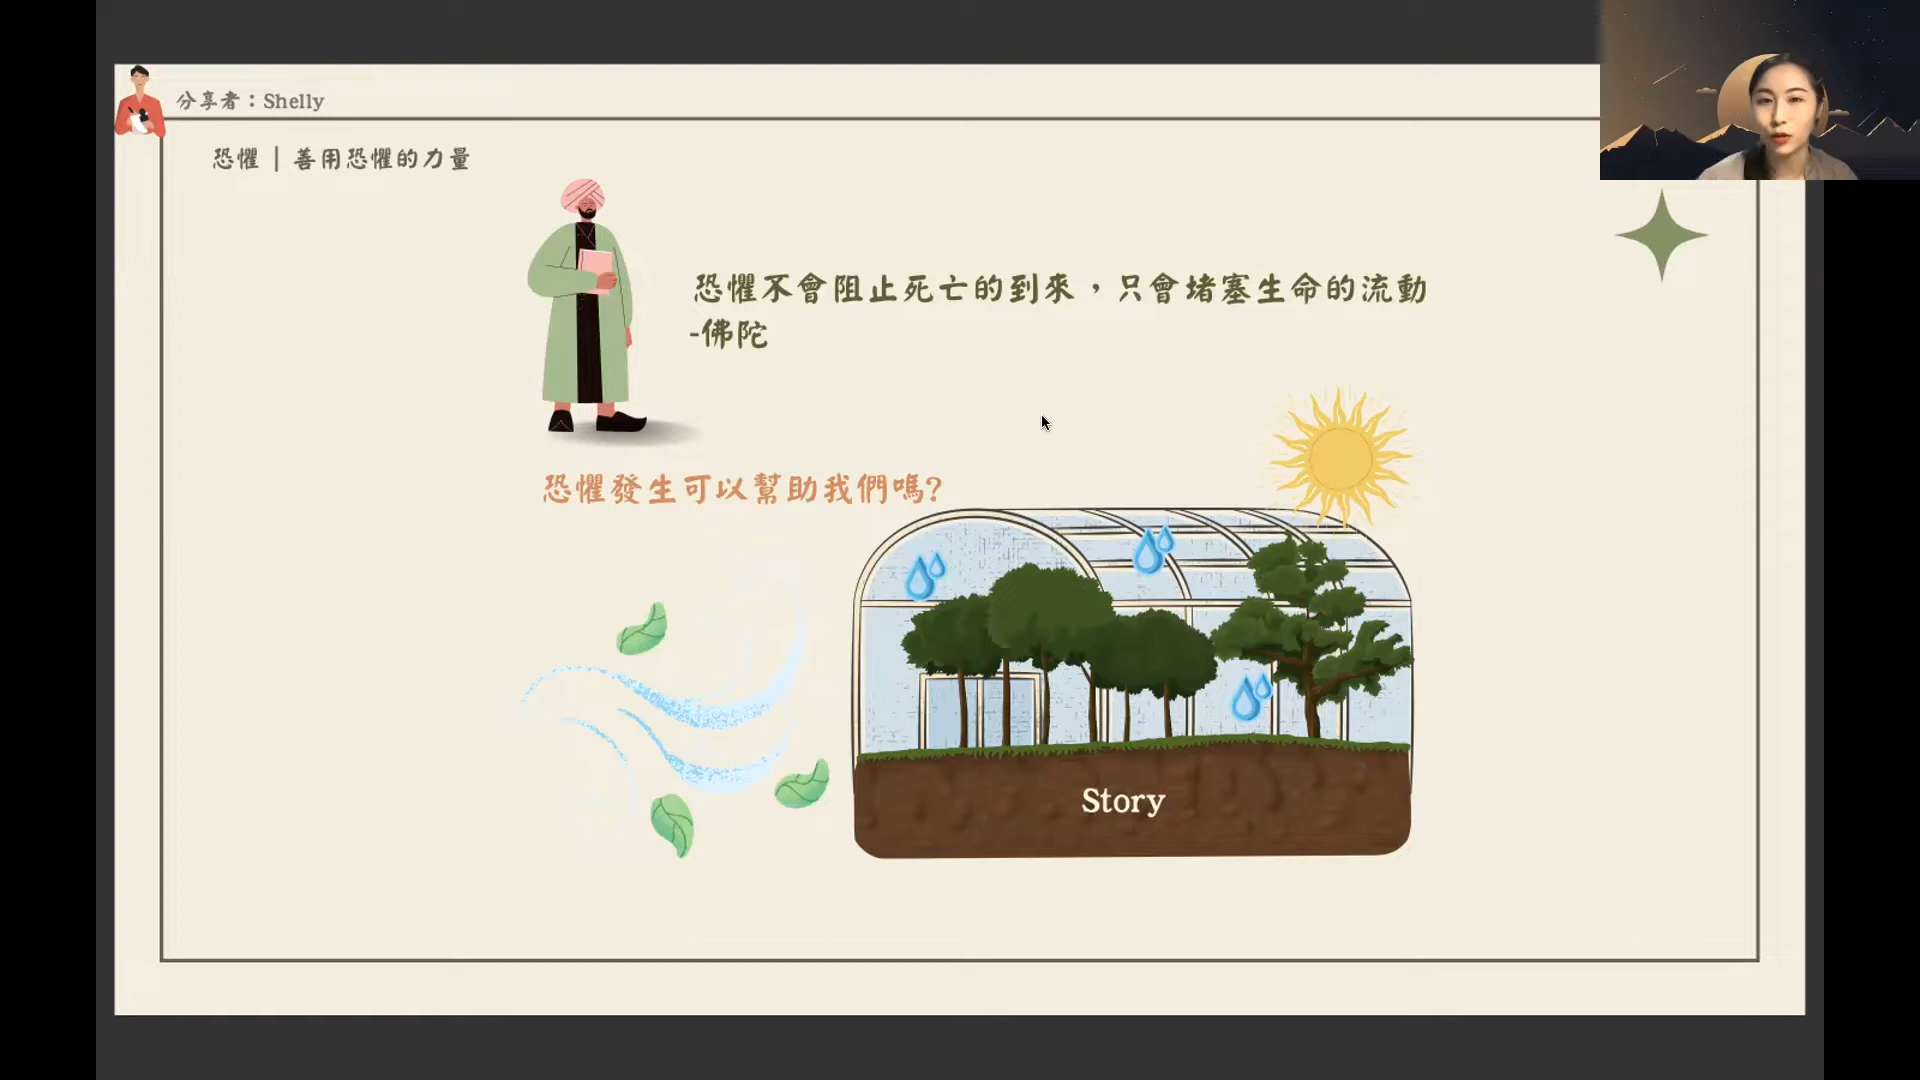 分享者：Shelly
恐懼｜善用恐懼的力量
恐懼不會阻止死亡的到來，只會堵塞生命的流動
-佛陀
恐懼發生可以幫助我們嗎?
Story